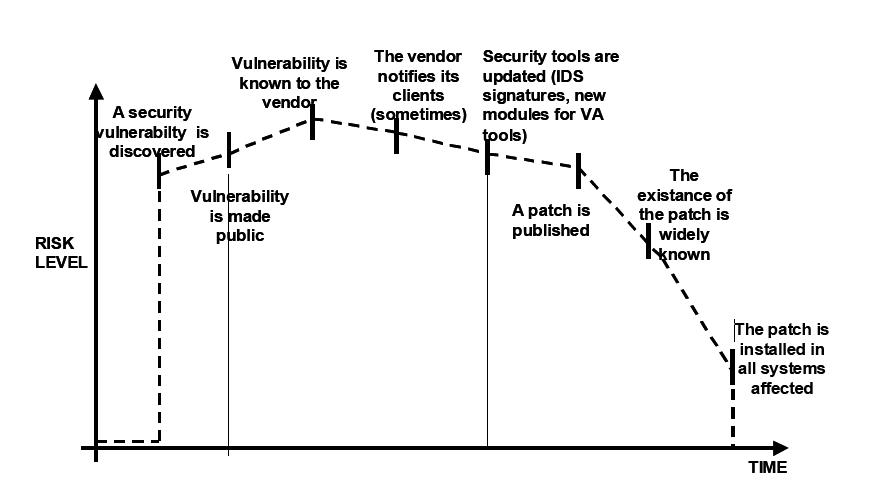 Vulnerability is
known to the
vendor
The vendor
notifies its
clients
(sometimes)
Security tools are
updated (IDS
signatures, new
modules for VA
tools)
A security
vulnerabilty is
discovered
Vulnerability
is made
public
A patch is
published
The
existance of
the patch is
widely
known
RISK
LEVEL
The patch is
installed in
all systems
affected
TIME